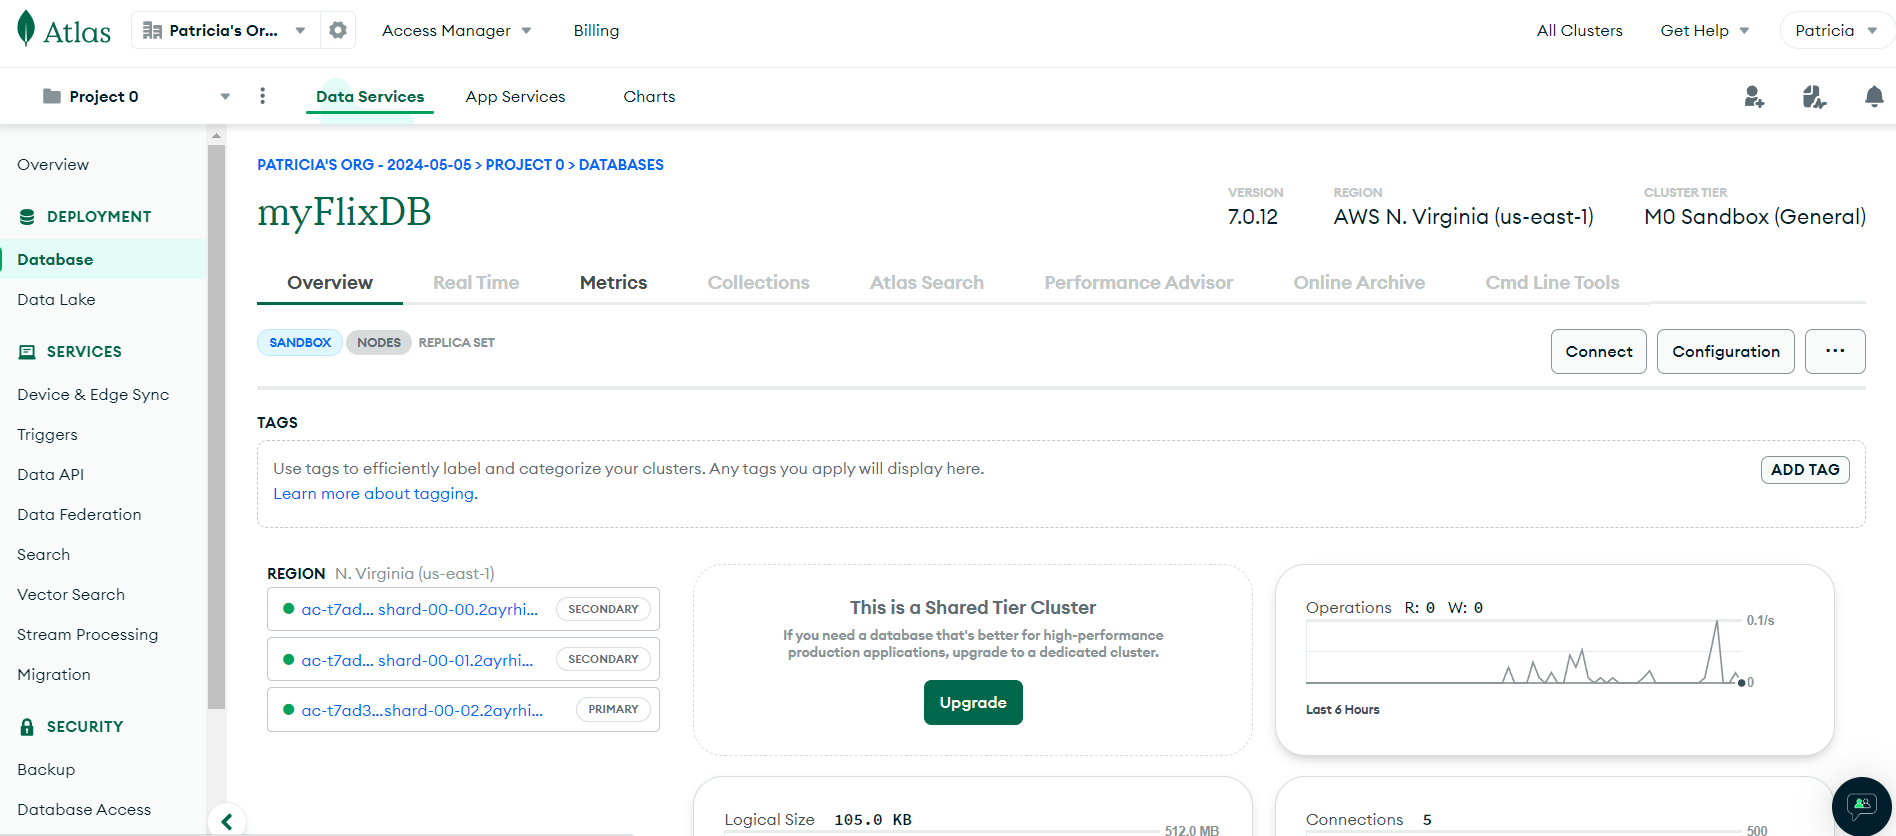 Atlas
Patricia's Or...
Access Manager
Billing
All Clusters
Get Help
Patricia
Project 0
Data Services
App Services
Charts
Overview
DEPLOYMENT
Database
Data Lake
SERVICES
Device & Edge Sync
Triggers
Data API
Data Federation
Search
Vector Search
Stream Processing
Migration
SECURITY
Backup
Database Access
PATRICIA'S ORG - 2024-05-05 > PROJECT 0 > DATABASES
myFlixDB
VERSION
7.0.12
REGION
AWS N. Virginia (us-east-1)
CLUSTER TIER
M0 Sandbox (General)
Overview
Real Time
Metrics
Collections
Atlas Search
Performance Advisor
Online Archive
Cmd Line Tools
SANDBOX
NODES
REPLICA SET
Connect
Configuration
...
TAGS
Use tags to efficiently label and categorize your clusters. Any tags you apply will display here.
Learn more about tagging.
ADD TAG
REGION N. Virginia (us-east-1)
ac-t7ad... shard-00-00.2ayrhi... SECONDARY
ac-t7ad... shard-00-01.2ayrhi... SECONDARY
ac-t7ad3...shard-00-02.2ayrhi... PRIMARY
This is a Shared Tier Cluster
If you need a database that's better for high-performance
production applications, upgrade to a dedicated cluster.
Upgrade
Operations R: 0 W: 0
0.1/s
0
Last 6 Hours
Logical Size 105.0 KB
512.0 MB
Connections 5
500